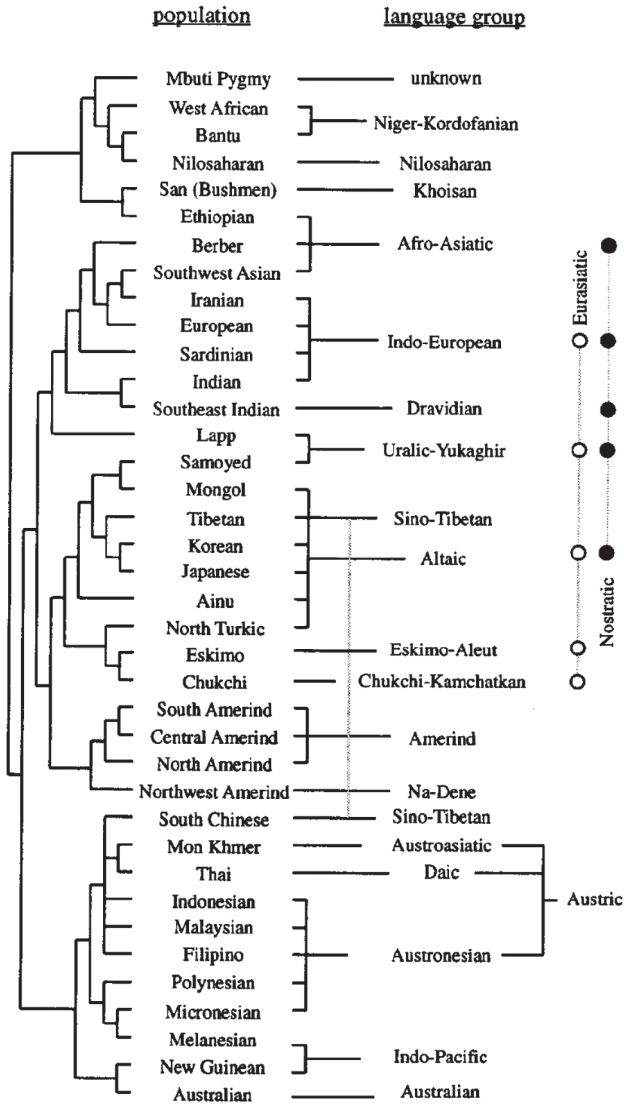 population language group
Mbuti Pygmy unknown
West African
Niger-Kordofanian
Bantu
Nilosaharan Nilosaharan
San (Bushmen) Khoisan
Ethiopian
Berber Afro-Asiatic
Southwest Asian
Iranian
European
Indo-European
Sardinian
Indian
Southeast Indian Dravidian
Lapp
Uralic-Yukaghir
Samoyed
Mongol
Tibetan Sino-Tibetan
Korean
Altaic
Japanese
Ainu
North Turkic
Eskimo Eskimo-Aleut
Chukchi Chukchi-Kamchatkan
South Amerind
Central Amerind Amerind
North Amerind
Northwest Amerind Na-Dene
South Chinese Sino-Tibetan
Mon Khmer Austroasiatic
Thai Daic
Indonesian Austric
Malaysian
Filipino Austronesian
Polynesian
Micronesian
Melanesian
Indo-Pacific
New Guinean
Australian Australian
Eurasiatic
Nostratic